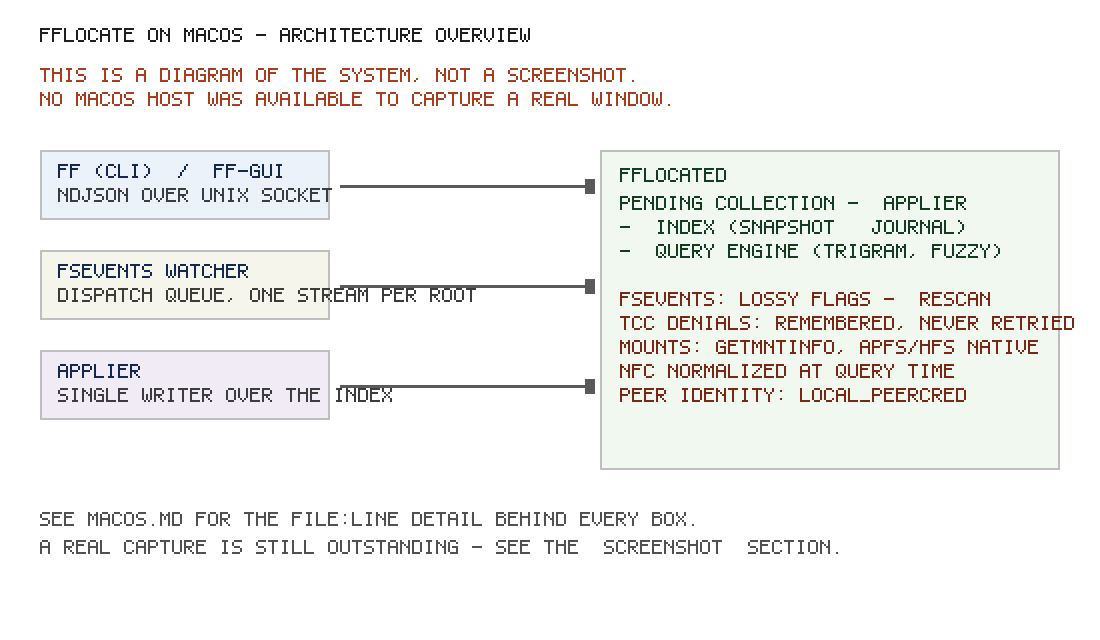 FFLOCATE ON MACOS - ARCHITECTURE OVERVIEW
THIS IS A DIAGRAM OF THE SYSTEM, NOT A SCREENSHOT.
NO MACOS HOST WAS AVAILABLE TO CAPTURE A REAL WINDOW.
FF (CLI) / FF-GUI
NDJSON OVER UNIX SOCKET
FSEVENTS WATCHER
DISPATCH QUEUE, ONE STREAM PER ROOT
APPLIER
SINGLE WRITER OVER THE INDEX
FFLOCATED
PENDING COLLECTION - APPLIER
- INDEX (SNAPSHOT JOURNAL)
- QUERY ENGINE (TRIGRAM, FUZZY)
FSEVENTS: LOSSY FLAGS - RESCAN
TCC DENIALS: REMEMBERED, NEVER RETRIED
MOUNTS: GETMNTINFO, APFS/HFS NATIVE
NFC NORMALIZED AT QUERY TIME
PEER IDENTITY: LOCAL_PEERCRED
SEE MACOS.MD FOR THE FILE:LINE DETAIL BEHIND EVERY BOX.
A REAL CAPTURE IS STILL OUTSTANDING - SEE THE SCREENSHOT SECTION.